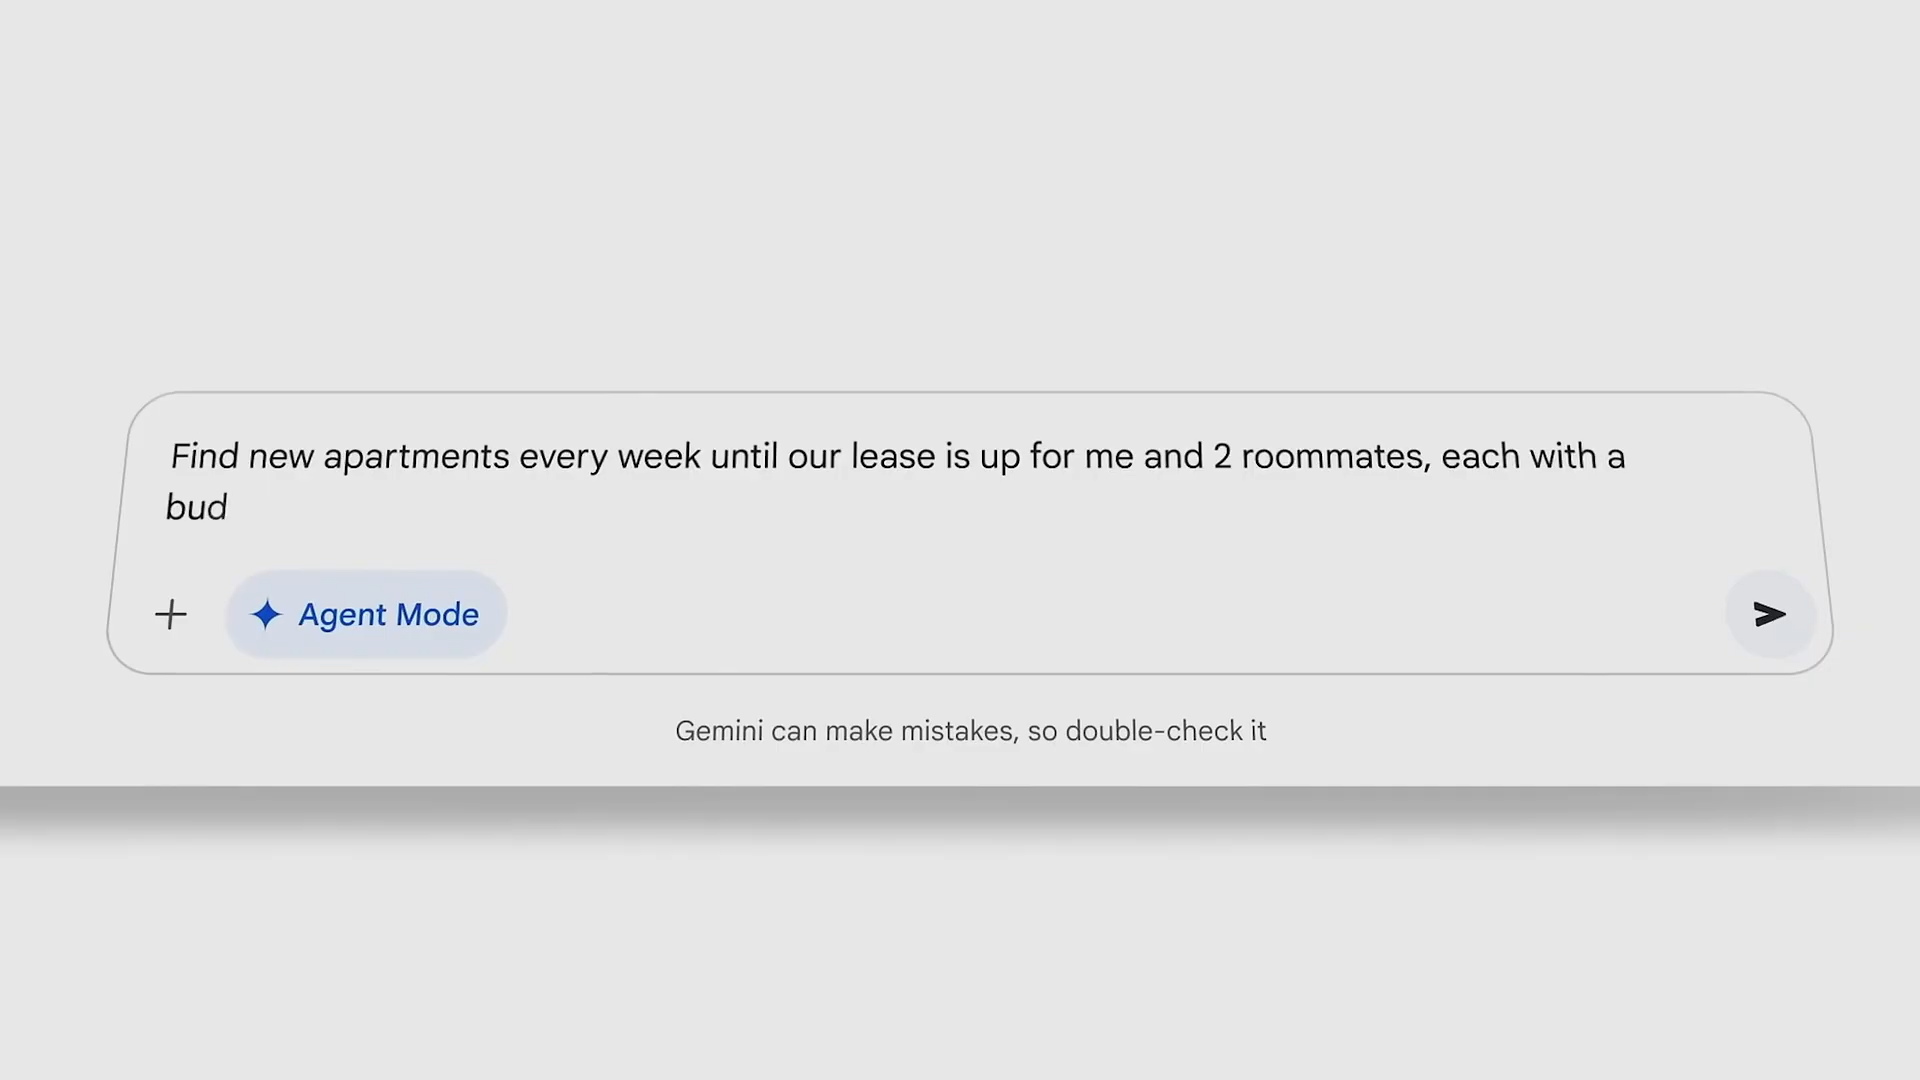 Find new apartments every week until our lease is up for me and 2 roommates, each with a
bud
Agent Mode
Gemini can make mistakes, so double-check it